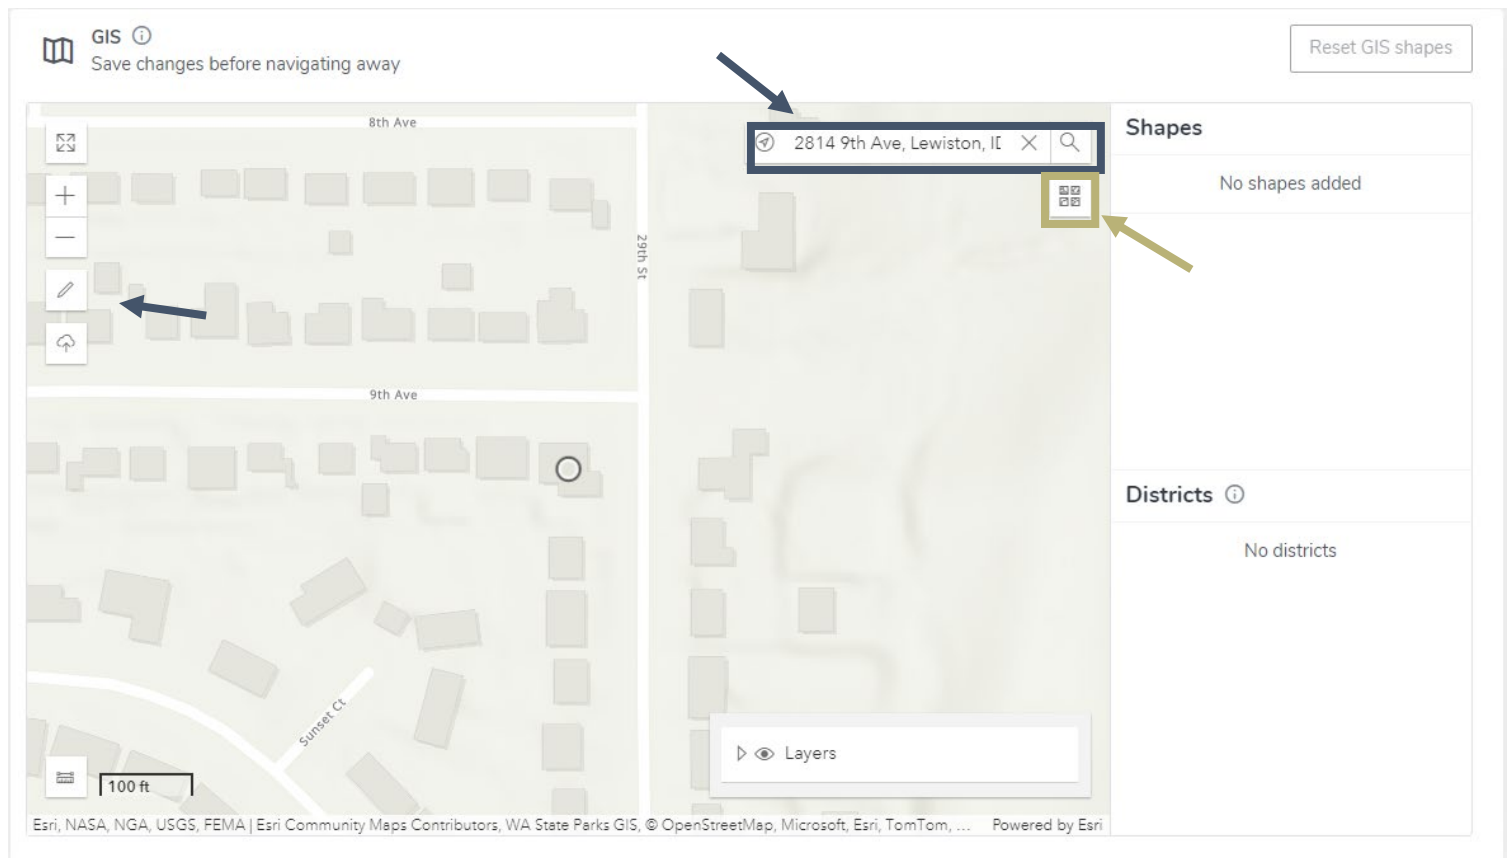 GIS
Save changes before navigating away
Reset GIS shapes
8th Ave
2814 9th Ave, Lewiston, ID
Shapes
No shapes added
29th St
9th Ave
Districts
No districts
Sunset Ct
Layers
100 ft
Esri, NASA, NGA, USGS, FEMA | Esri Community Maps Contributors, WA State Parks GIS, © OpenStreetMap, Microsoft, Esri, TomTom, ...
Powered by Esri